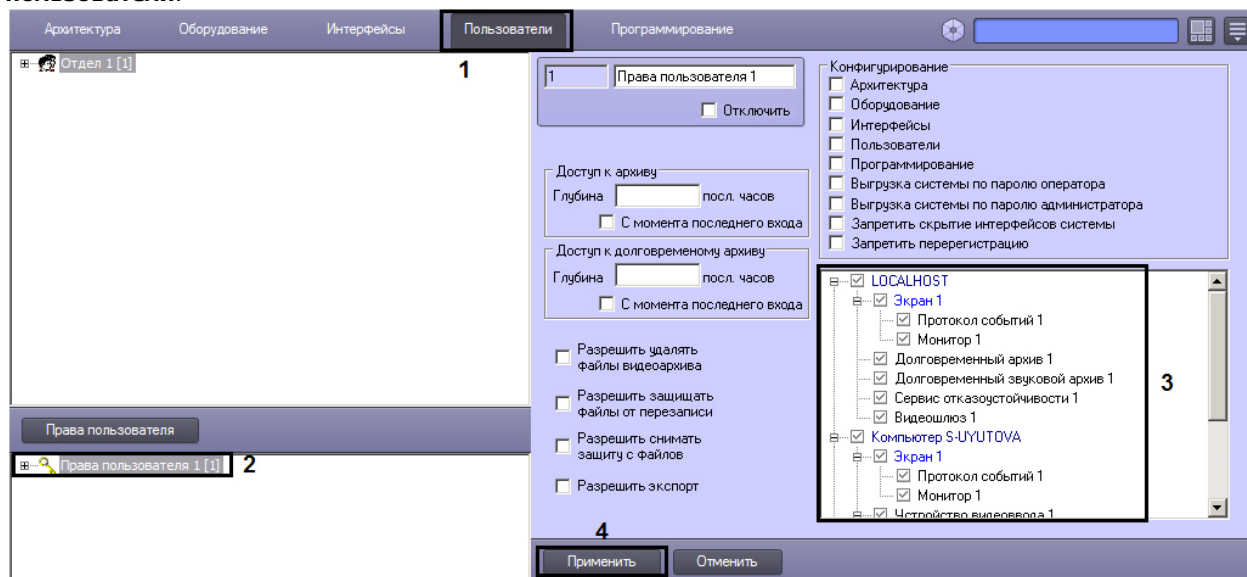 пользователя.
Архитектура Оборудование Интерфейсы Пользователи Программирование
1
Отдел 1 [1]
1 Права пользователя 1
Отключить
Доступ к архиву
Глубина посл. часов
С момента последнего входа
Доступ к долговременому архиву
Глубина посл. часов
С момента последнего входа
Разрешить удалять
файлы видеоархива
Разрешить защищать
файлы от перезаписи
Разрешить снимать
защиту с файлов
Разрешить экспорт
Конфигурирование
Архитектура
Оборудование
Интерфейсы
Пользователи
Программирование
Выгрузка системы по паролю оператора
Выгрузка системы по паролю администратора
Запретить скрытие интерфейсов системы
Запретить перерегистрацию
LOCALHOST
Экран 1
Протокол событий 1
Монитор 1
Долговременный архив 1
Долговременный звуковой архив 1
Сервис отказоустойчивости 1
Видеошлюз 1
Компьютер S-UYUTOVA
Экран 1
Протокол событий 1
Монитор 1
Устройство видеоввода 1
3
Права пользователя
Права пользователя 1 [1]
2
4
Применить Отменить